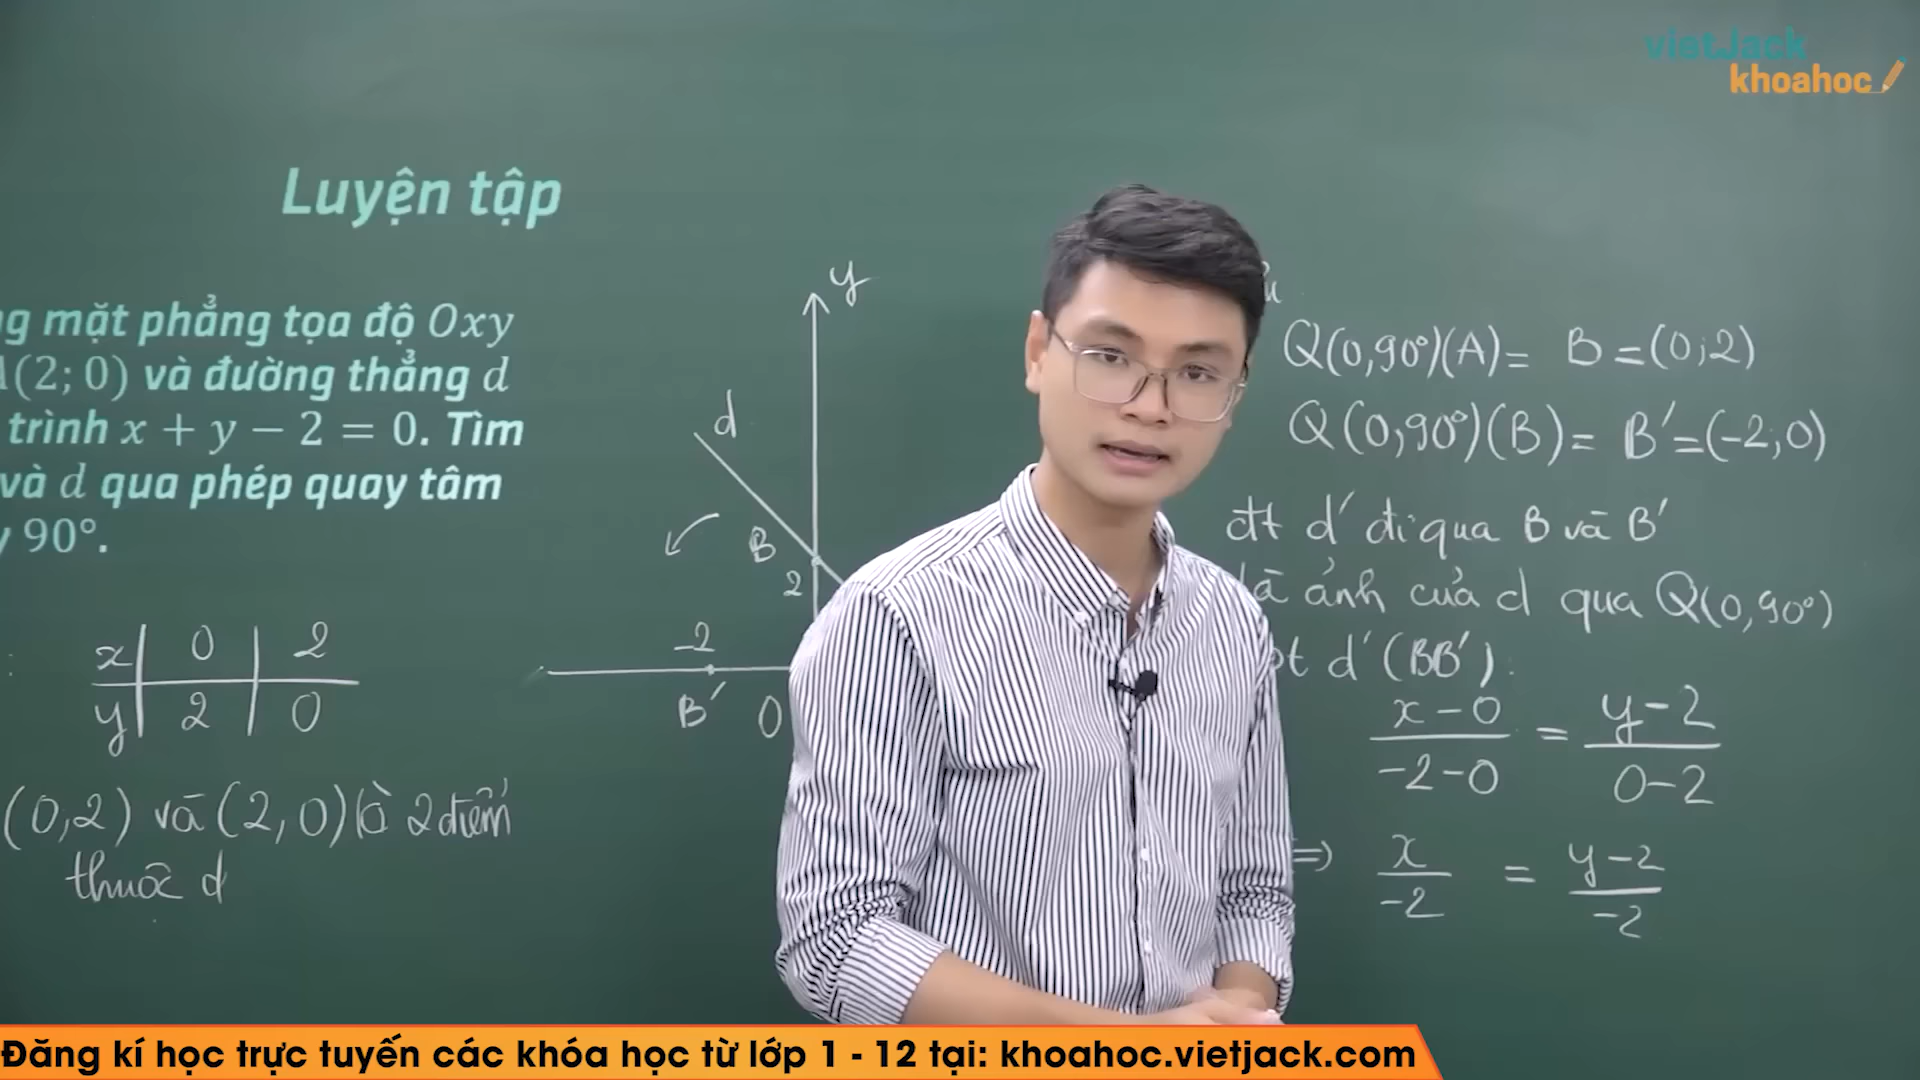 vietJack
khoahoc
Luyện tập
mặt phẳng tọa độ Oxy
(2; 0) và đường thẳng d
trình x + y − 2 = 0. Tìm
và d qua phép quay tâm
90°.
x | 0 | 2
y | 2 | 0
(0,2) và (2,0) là 2 điểm
thuộc d
y
d
B
2
-2
B'
0
Q(0,90°)(A)= B=(0;2)
Q(0,90°)(B)= B'=(-2;0)
đt d' đi qua B và B'
là ảnh của d qua Q(0,90°)
pt d' (BB'):
x-0 = y-2
-2-0 0-2
⇒ x = y-2
-2 -2
Đăng kí học trực tuyến các khóa học từ lớp 1 - 12 tại: khoahoc.vietjack.com